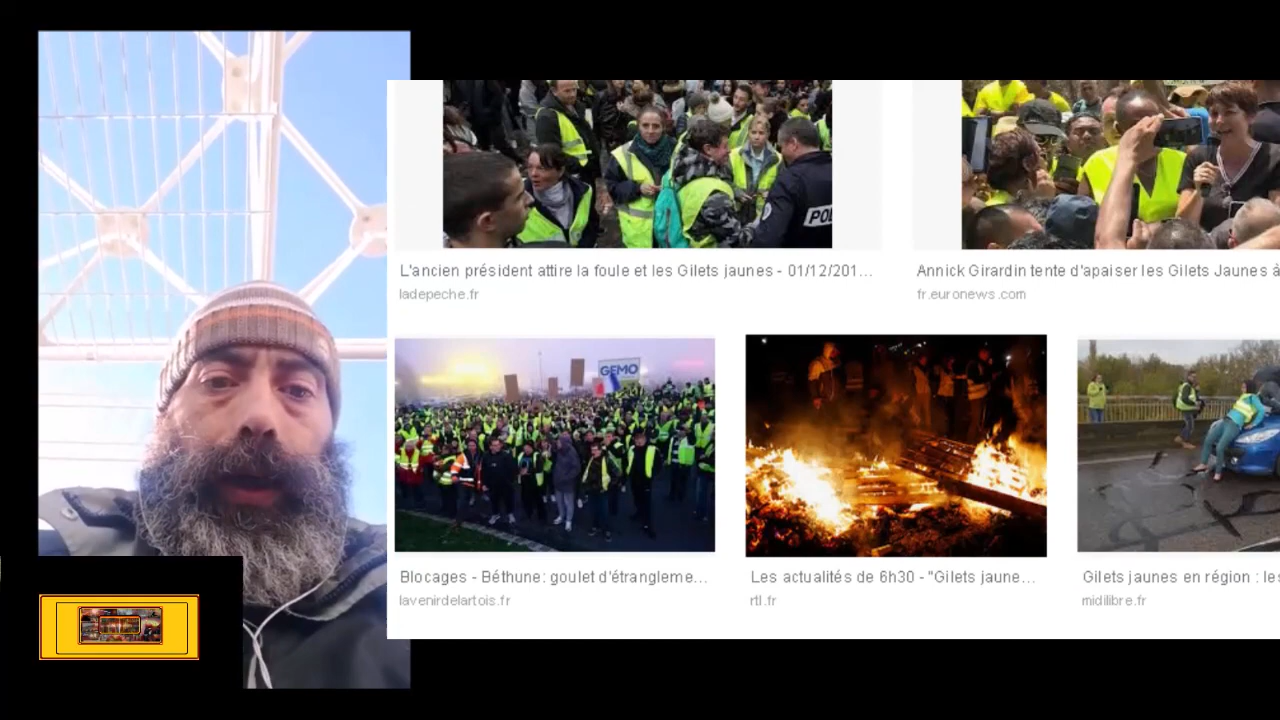 POL
L'ancien président attire la foule et les Gilets jaunes - 01/12/201...
ladepeche.fr
Annick Girardin tente d'apaiser les Gilets Jaunes à
fr.euronews.com
GEMO
Blocages - Béthune: goulet d'étrangleme...
lavenirdelartois.fr
Les actualités de 6h30 - "Gilets jaune...
rtl.fr
Gilets jaunes en région : les
midilibre.fr